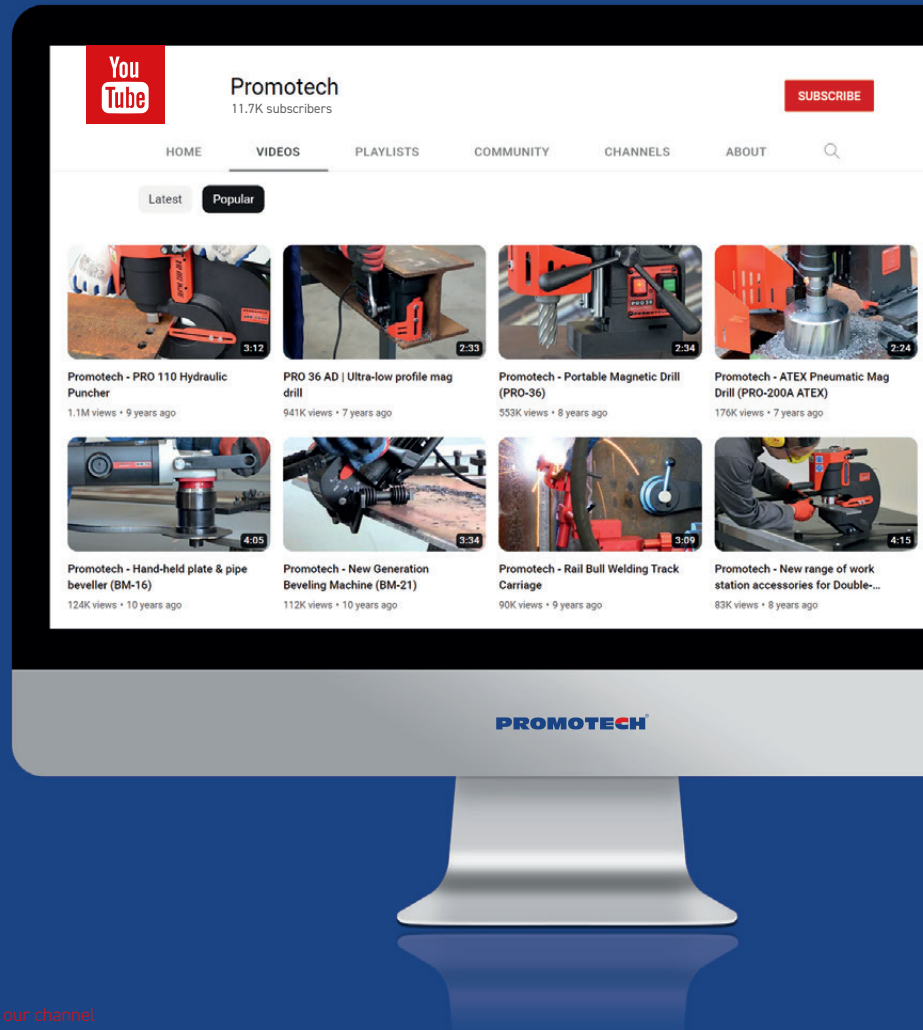 You
Tube
Promotech
11.7K subscribers
SUBSCRIBE
HOME VIDEOS PLAYLISTS COMMUNITY CHANNELS ABOUT
Latest Popular
3:12 2:33 2:34 2:24
Promotech - PRO 110 Hydraulic
Puncher
1.1M views • 9 years ago
PRO 36 AD | Ultra-low profile mag
drill
941K views • 7 years ago
PRO36
Promotech - Portable Magnetic Drill
(PRO-36)
553K views • 8 years ago
Promotech - ATEX Pneumatic Mag
Drill (PRO-200A ATEX)
176K views • 7 years ago
4:05 3:34 3:09 4:15
Promotech - Hand-held plate & pipe
beveller (BM-16)
124K views • 10 years ago
Promotech - New Generation
Beveling Machine (BM-21)
112K views • 10 years ago
Promotech - Rail Bull Welding Track
Carriage
90K views • 9 years ago
Promotech - New range of work
station accessories for Double-...
83K views • 8 years ago
PROMOTECH®
our channel